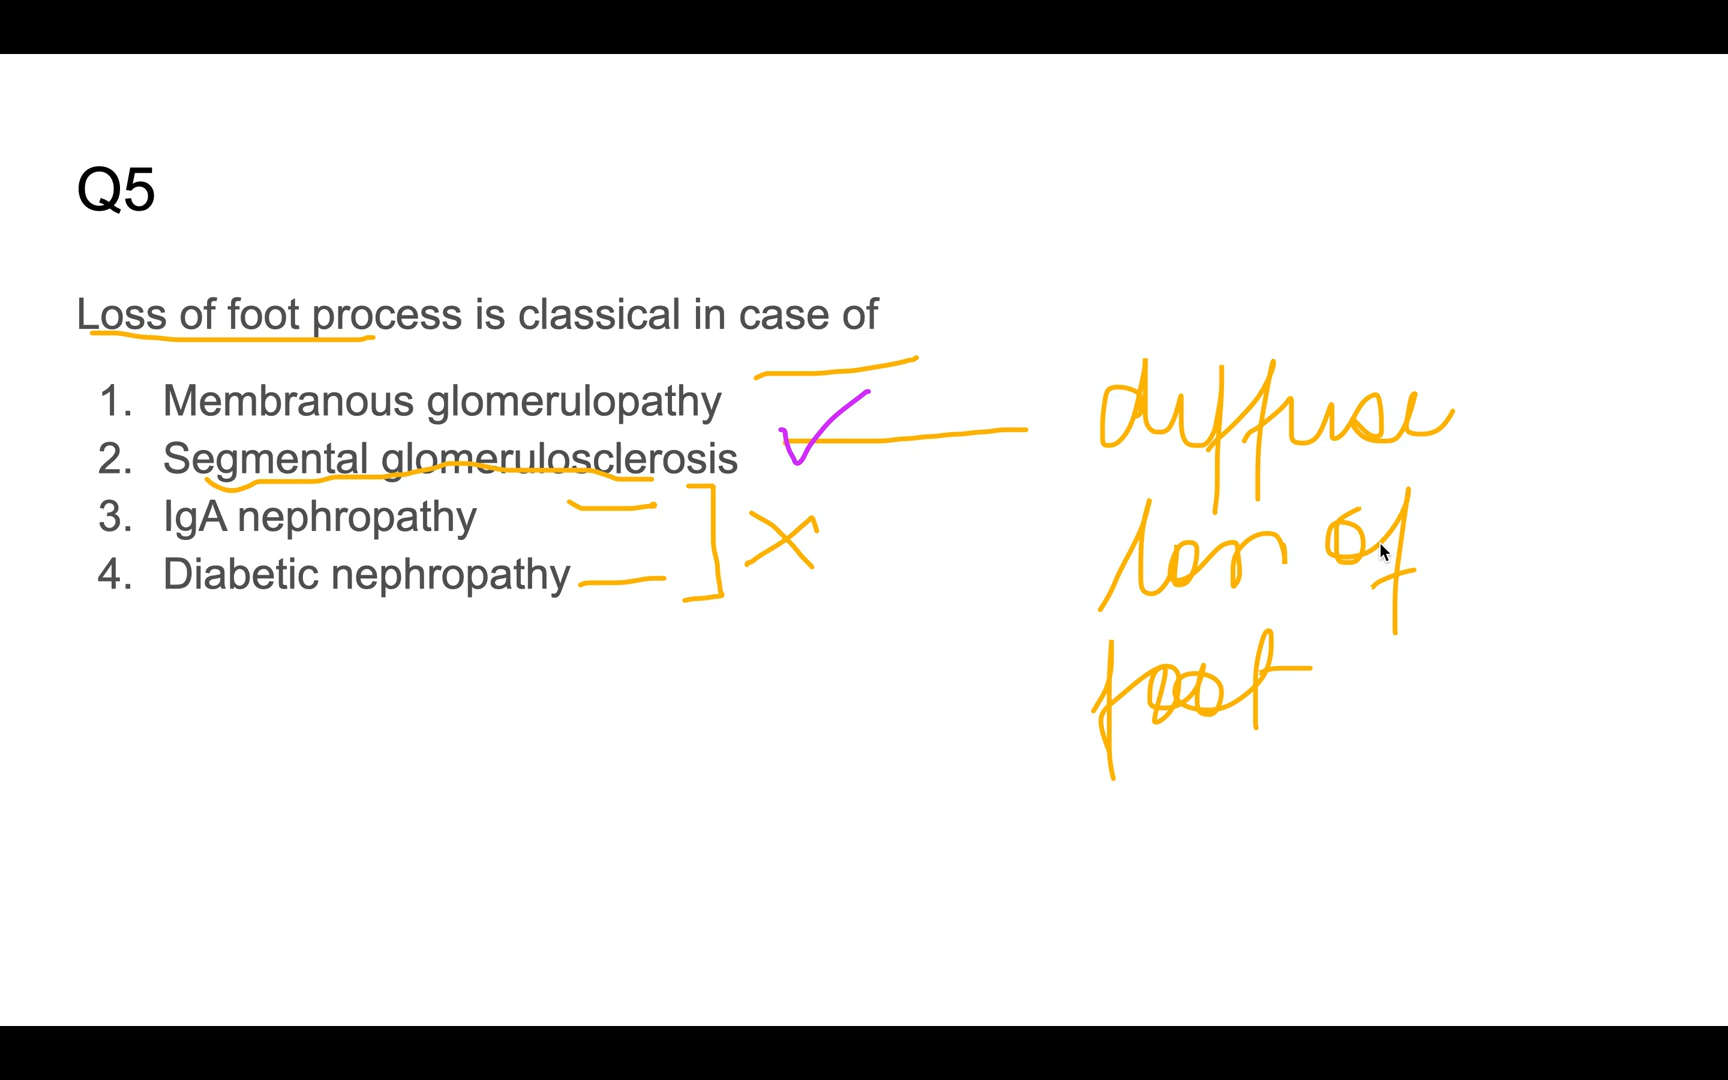 Q5
Loss of foot process is classical in case of
1. Membranous glomerulopathy
2. Segmental glomerulosclerosis
3. IgA nephropathy
4. Diabetic nephropathy
diffuse
loss of
foot